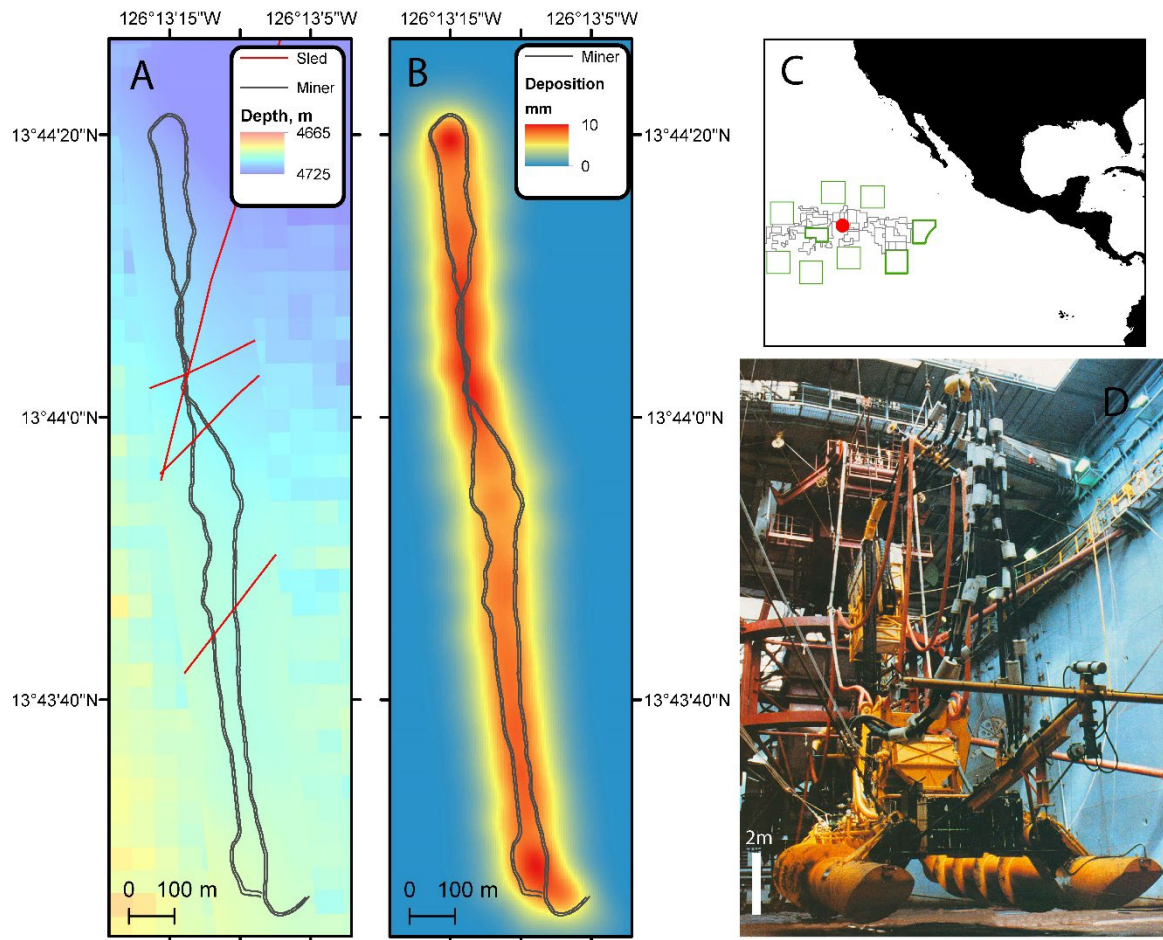 126°13'15"W
126°13'5"W
126°13'15"W
126°13'5"W
A
Sled
Miner
Depth, m
4665
4725
B
Miner
Deposition
mm
10
0
C
13°44'20"N
13°44'20"N
13°44'0"N
13°44'0"N
13°43'40"N
13°43'40"N
0 100 m
0 100 m
D
2m